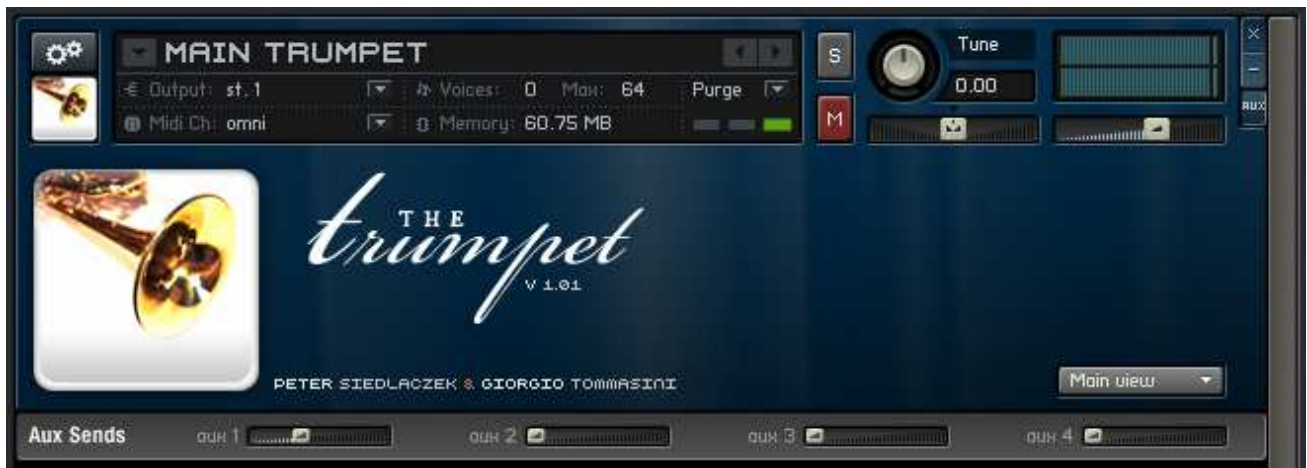 MAIN TRUMPET
Output: st. 1 Voices: 0 Max: 64 Purge
Midi Ch: omni Memory: 60.75 MB
S
M
Tune
0.00
×
–
AUX
THE
trumpet
V 1.01
PETER SIEDLACZEK & GIORGIO TOMMASINI
Main view
Aux Sends aux 1 aux 2 aux 3 aux 4